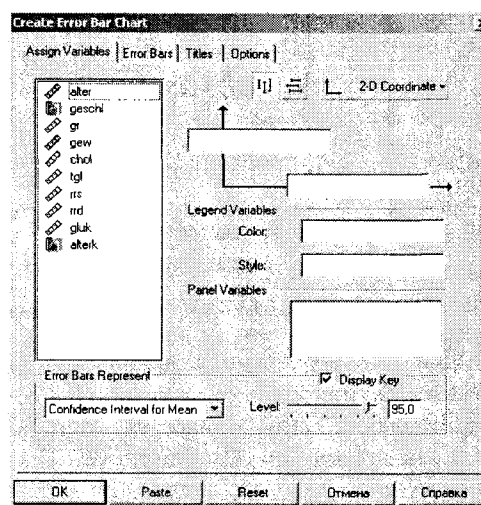 Create Error Bar Chart
Assign Variables Error Bars Titles Options
alter
geschl
gr
gew
chol
tgl
rrs
rrd
gluk
alterk
2-D Coordinate
Legend Variables
Color:
Style:
Panel Variables
Error Bars Represent
Display Key
Confidence Interval for Mean
Level:
95,0
OK Paste Reset Отмена Справка